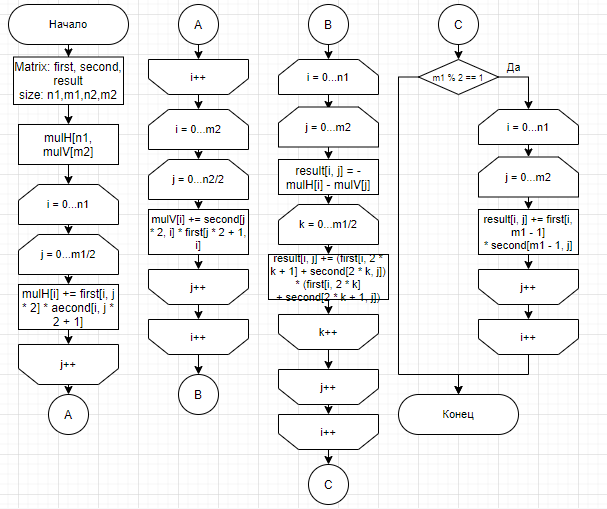 Начало
Matrix: first, second,
result
size: n1,m1,n2,m2
mulH[n1,
mulV[m2]
i = 0...n1
j = 0...m1/2
mulH[i] += first[i, j
* 2] * aecond[i, j *
2 + 1]
j++
A
A
i++
i = 0...m2
j = 0...n2/2
mulV[i] += second[j
* 2, i] * first[j * 2 + 1,
i]
j++
i++
B
B
i = 0...n1
j = 0...m2
result[i, j] = -
mulH[i] - mulV[j]
k = 0...m1/2
result[i, j] += (first[i, 2 *
k + 1] + second[2 * k, j])
* (first[i, 2 * k]
+ second[2 * k + 1, j])
k++
j++
i++
C
C
m1 % 2 == 1
Да
i = 0...n1
j = 0...m2
result[i, j] += first[i,
m1 - 1]
* second[m1 - 1, j]
j++
i++
Конец